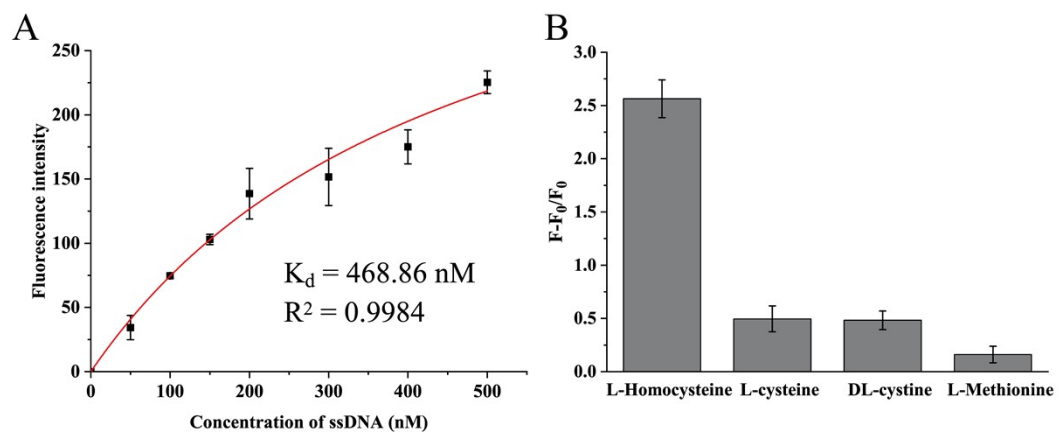 A
250
200
150
100
50
0
Fluorescence intensity
K_d = 468.86 nM
R² = 0.9984
0 100 200 300 400 500
Concentration of ssDNA (nM)
B
3.0
2.5
2.0
1.5
1.0
0.5
0.0
F-F₀/F₀
L-Homocysteine L-cysteine DL-cystine L-Methionine